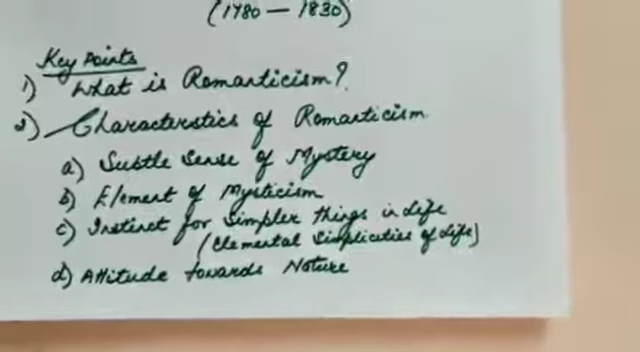 (1780 — 1830)
Key Points
1) What is Romanticism?
2) Characteristics of Romanticism
a) Subtle Sense of Mystery
b) Element of Mysticism
c) Instinct for Simpler things in Life
(Elemental Simplicities of Life)
d) Attitude towards Nature